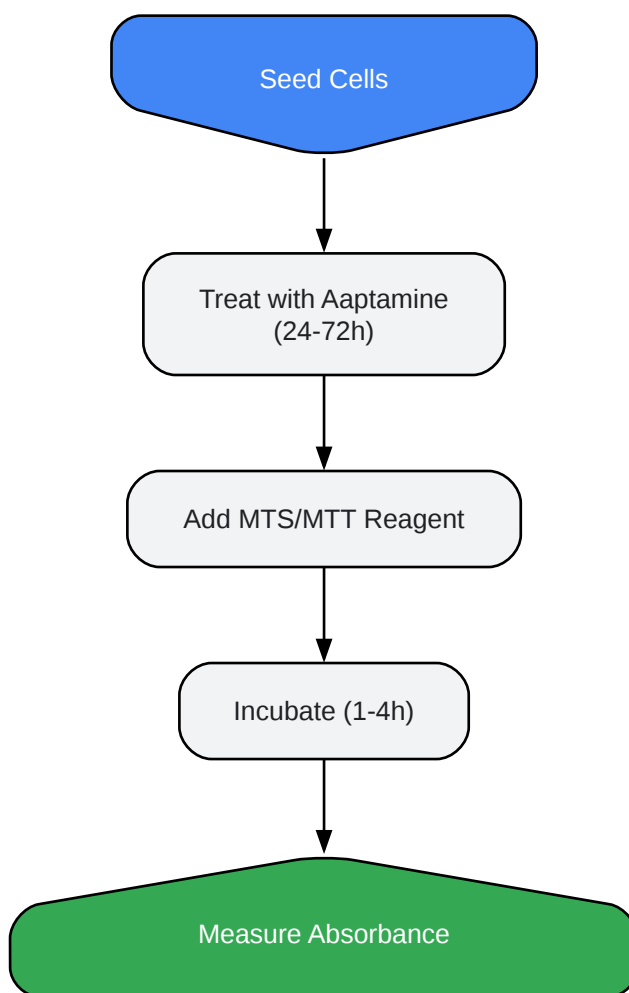 Seed Cells
Treat with Aaptamine
(24-72h)
Add MTS/MTT Reagent
Incubate (1-4h)
Measure Absorbance